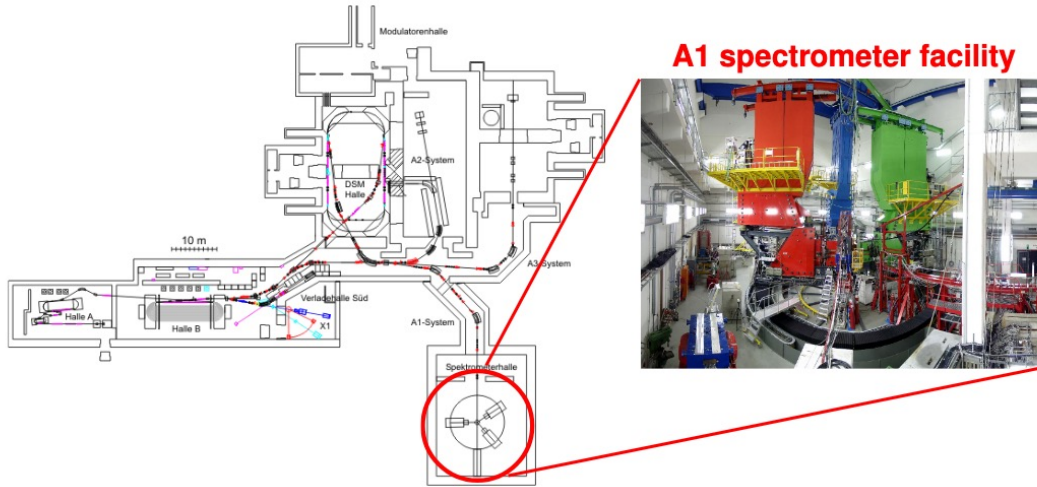 Modulatorenhalle
A1 spectrometer facility
A2-System
DSM
Halle
10 m
A3-System
Halle A
Halle B
Verladehalle Süd
X1
A1-System
Spektrometerhalle